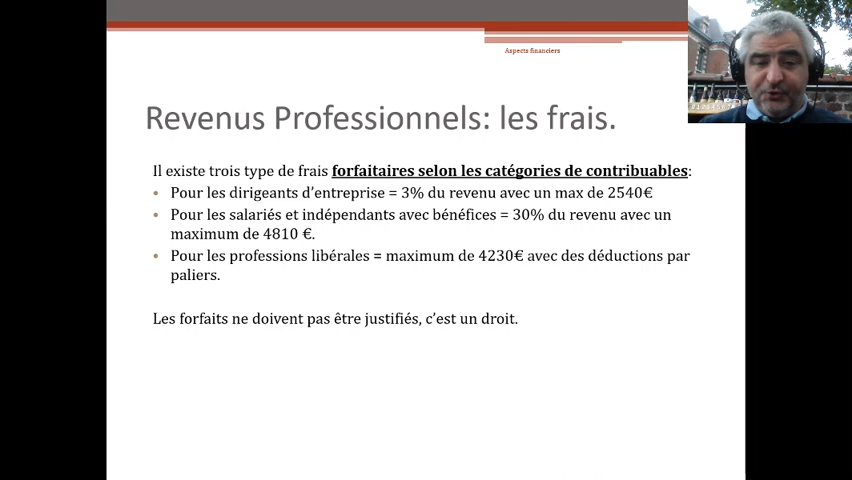 Aspects financiers
Revenus Professionnels: les frais.
Il existe trois type de frais forfaitaires selon les catégories de contribuables:
• Pour les dirigeants d’entreprise = 3% du revenu avec un max de 2540€
• Pour les salariés et indépendants avec bénéfices = 30% du revenu avec un
maximum de 4810 €.
• Pour les professions libérales = maximum de 4230€ avec des déductions par
paliers.
Les forfaits ne doivent pas être justifiés, c’est un droit.